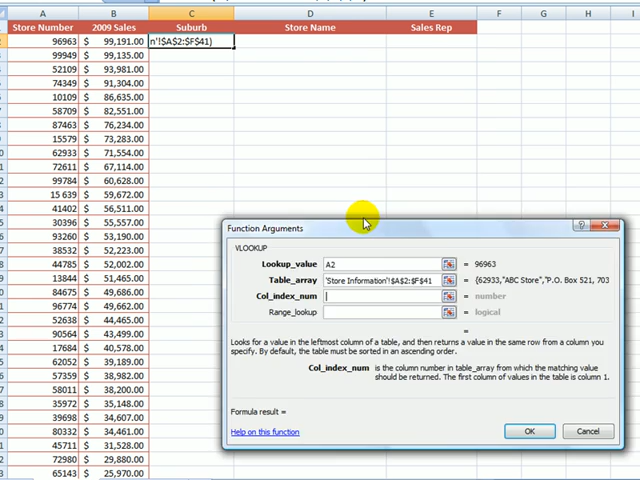 A B C D E F G H I
Store Number 2009 Sales Suburb Store Name Sales Rep
96963 $ 99,191.00 n'!$A$2:$F$41)
99949 $ 99,135.00
52109 $ 93,981.00
74349 $ 91,304.00
10109 $ 86,635.00
58709 $ 82,551.00
87463 $ 76,234.00
15579 $ 73,283.00
62933 $ 71,554.00
72611 $ 67,114.00
99784 $ 60,628.00
15 639 $ 59,672.00
41402 $ 56,511.00
30396 $ 55,557.00
93260 $ 53,190.00
38532 $ 52,223.00
44785 $ 52,002.00
13844 $ 51,465.00
84325 $ 49,686.00
96774 $ 49,662.00
22504 $ 44,465.00
90564 $ 43,499.00
17684 $ 40,578.00
62052 $ 39,189.00
57359 $ 38,982.00
58011 $ 38,200.00
35148 $ 35,148.00
39698 $ 34,607.00
80332 $ 34,461.00
45711 $ 31,528.00
72980 $ 29,880.00
65143 $ 25,970.00
Function Arguments
VLOOKUP
Lookup_value A2 = 96963
Table_array 'Store Information'!$A$2:$F$41 = {62933,"ABC Store","P.O. Box 521, 703
Col_index_num = number
Range_lookup = logical
=
Looks for a value in the leftmost column of a table, and then returns a value in the same row from a column you
specify. By default, the table must be sorted in an ascending order.
Col_index_num is the column number in table_array from which the matching value
should be returned. The first column of values in the table is column 1.
Formula result =
Help on this function
OK Cancel